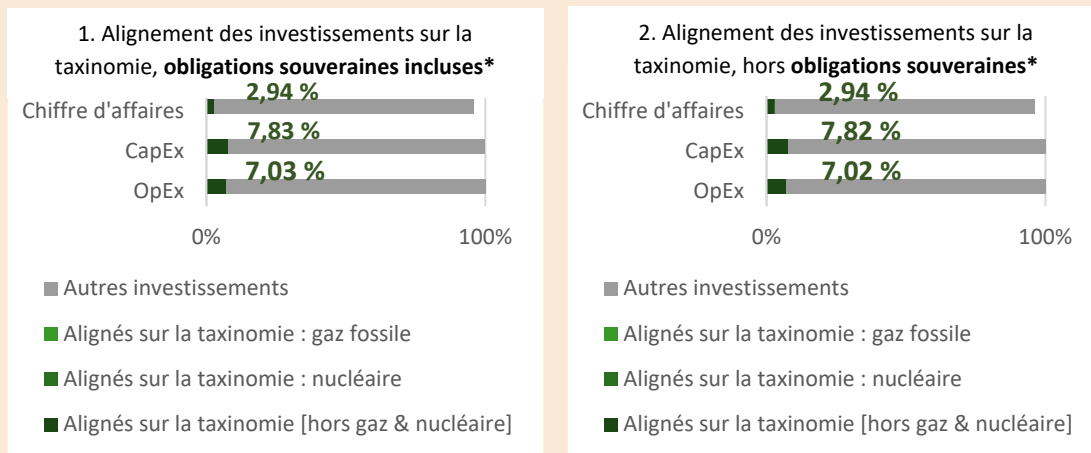 1. Alignement des investissements sur la
taxinomie, obligations souveraines incluses*
2,94 %
Chiffre d'affaires
7,83 %
CapEx
7,03 %
OpEx
0%
100%
Autres investissements
Alignés sur la taxinomie : gaz fossile
Alignés sur la taxinomie : nucléaire
Alignés sur la taxinomie [hors gaz & nucléaire]
2. Alignement des investissements sur la
taxinomie, hors obligations souveraines*
2,94 %
Chiffre d'affaires
7,82 %
CapEx
7,02 %
OpEx
0%
100%
Autres investissements
Alignés sur la taxinomie : gaz fossile
Alignés sur la taxinomie : nucléaire
Alignés sur la taxinomie [hors gaz & nucléaire]